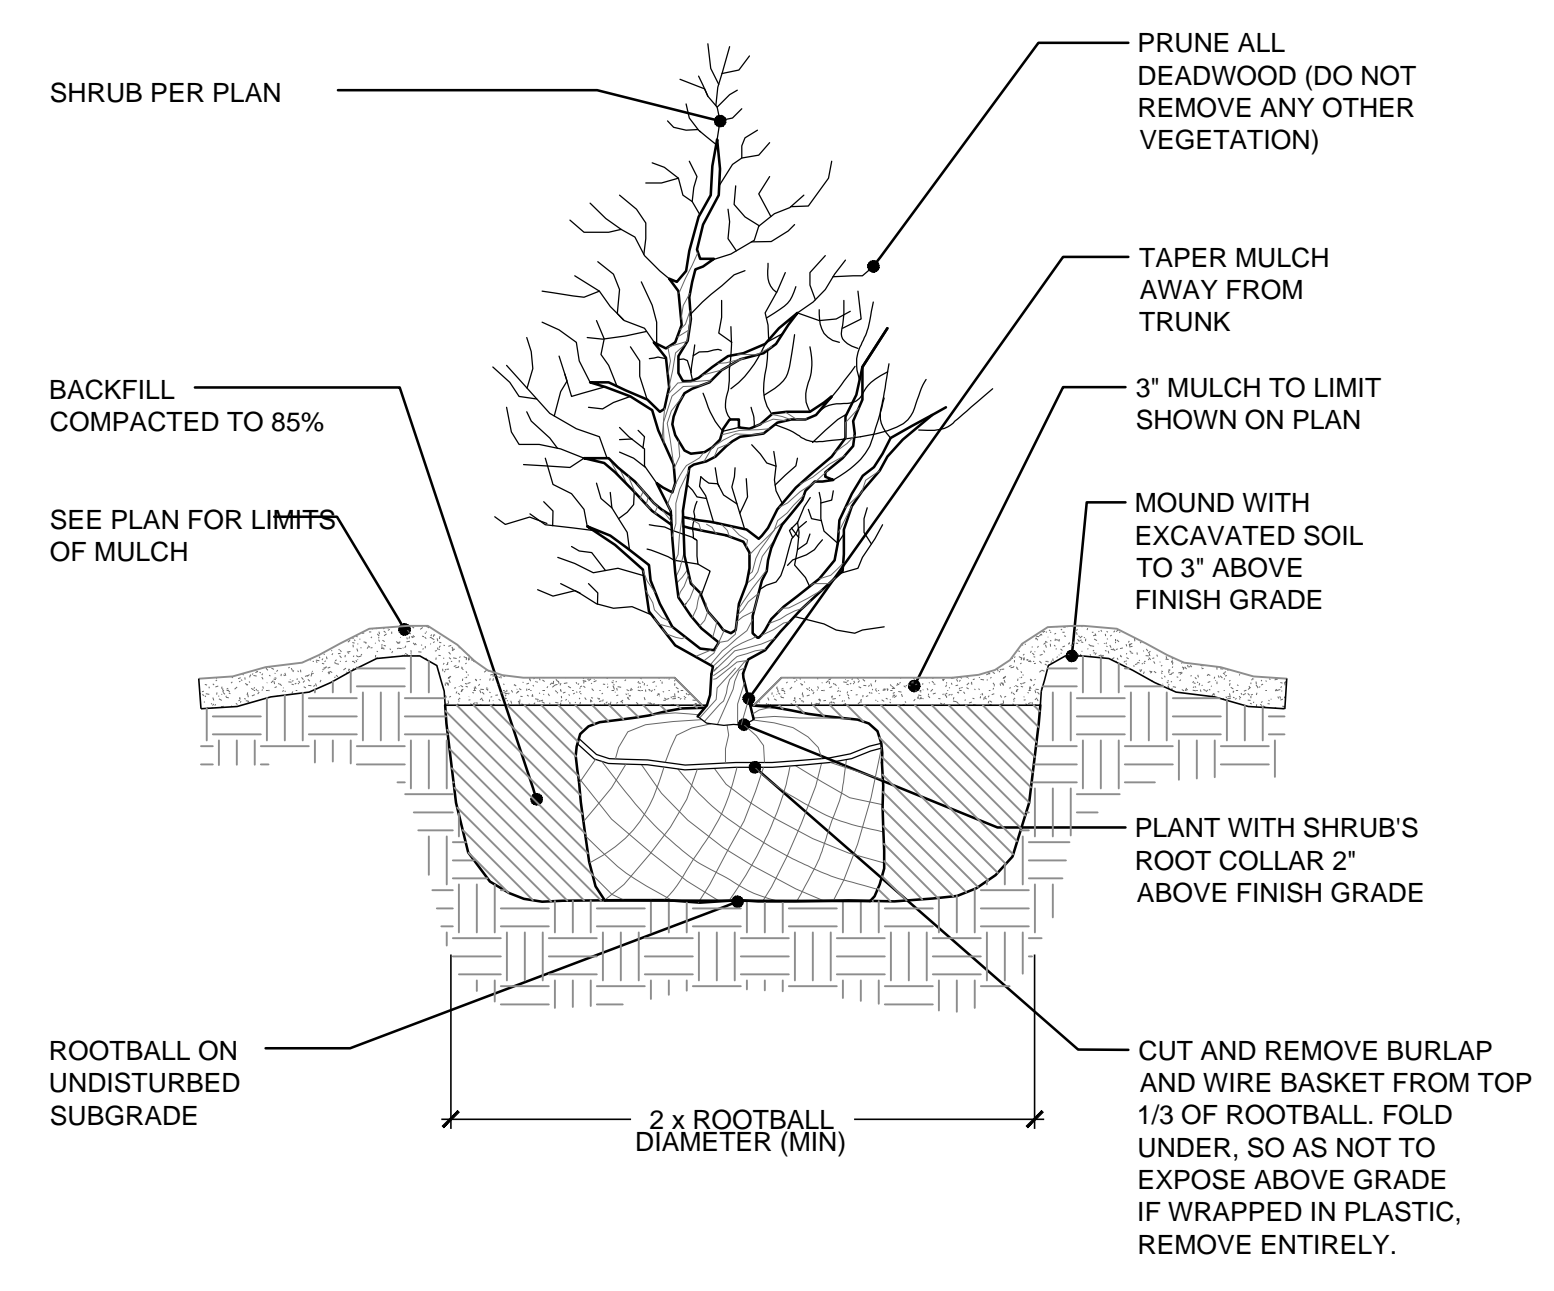 SHRUB PER PLAN
BACKFILL
COMPACTED TO 85%
SEE PLAN FOR LIMITS
OF MULCH
ROOTBALL ON
UNDISTURBED
SUBGRADE
2 x ROOTBALL
DIAMETER (MIN)
PRUNE ALL
DEADWOOD (DO NOT
REMOVE ANY OTHER
VEGETATION)
TAPER MULCH
AWAY FROM
TRUNK
3" MULCH TO LIMIT
SHOWN ON PLAN
MOUND WITH
EXCAVATED SOIL
TO 3" ABOVE
FINISH GRADE
PLANT WITH SHRUB'S
ROOT COLLAR 2"
ABOVE FINISH GRADE
CUT AND REMOVE BURLAP
AND WIRE BASKET FROM TOP
1/3 OF ROOTBALL. FOLD
UNDER, SO AS NOT TO
EXPOSE ABOVE GRADE
IF WRAPPED IN PLASTIC,
REMOVE ENTIRELY.